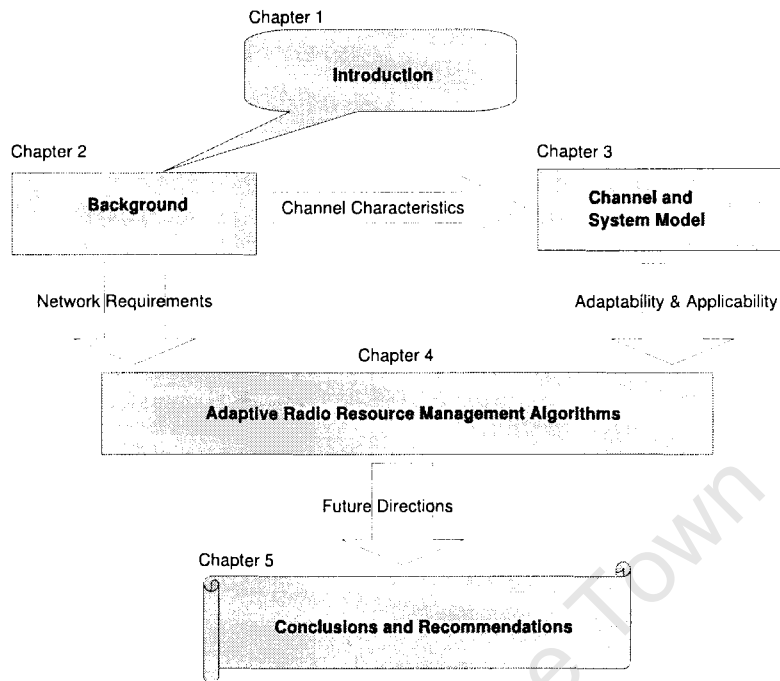 Chapter 1
Introduction
Chapter 2
Chapter 3
Background
Channel Characteristics
Channel and
System Model
Network Requirements
Adaptability & Applicability
Chapter 4
Adaptive Radio Resource Management Algorithms
Future Directions
Chapter 5
Conclusions and Recommendations
Town